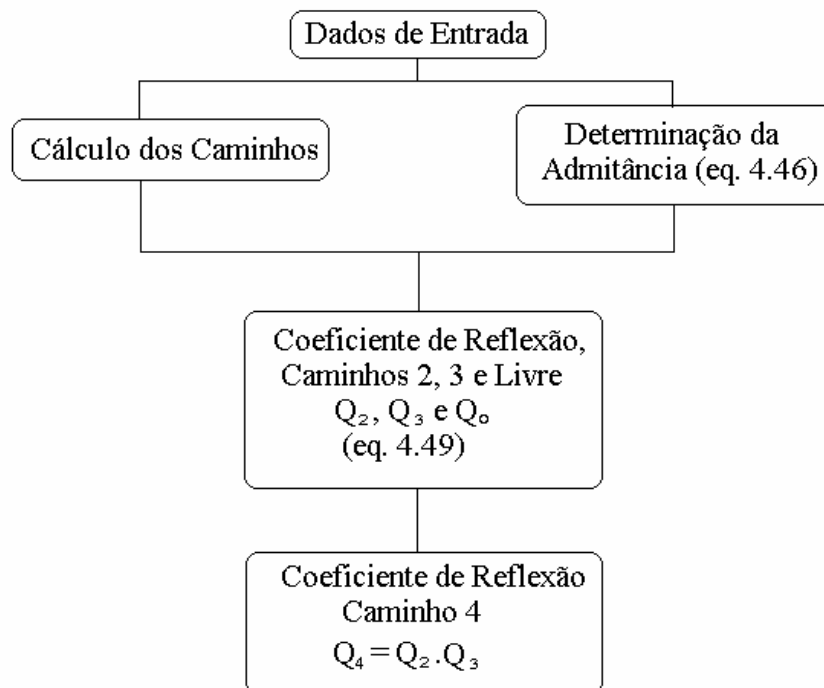 Dados de Entrada
Cálculo dos Caminhos
Determinação da
Admitância (eq. 4.46)
Coeficiente de Reflexão,
Caminhos 2, 3 e Livre
Q₂, Q₃ e Qₒ
(eq. 4.49)
Coeficiente de Reflexão
Caminho 4
Q₄ = Q₂ . Q₃